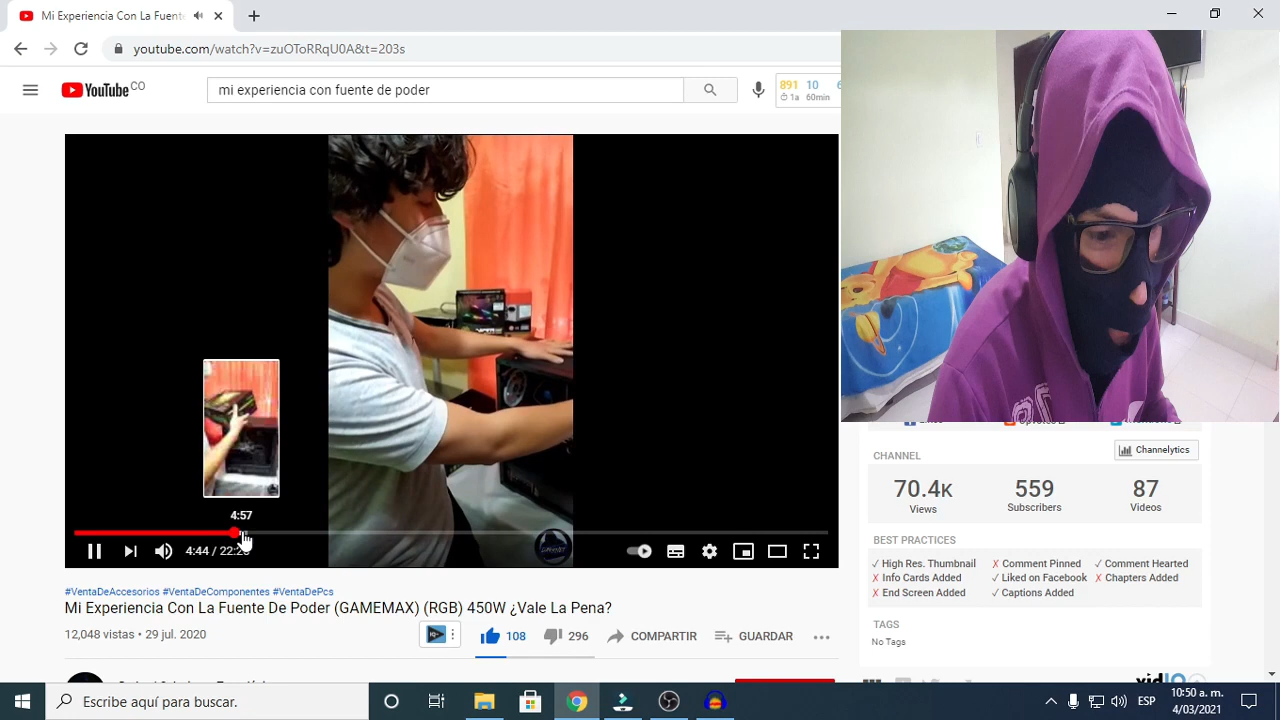 Mi Experiencia Con La Fuent
youtube.com/watch?v=zuOToRRqU0A&t=203s
YouTube CO
mi experiencia con fuente de poder
891 10
1a 60min
4:57
4:44 / 22:2
#VentaDeAccesorios #VentaDeComponentes #VentaDePcs
Mi Experiencia Con La Fuente De Poder (GAMEMAX) (RGB) 450W ¿Vale La Pena?
12,048 vistas • 29 jul. 2020
108
296
COMPARTIR
GUARDAR
CHANNEL
Channelytics
70.4K 559 87
Views Subscribers Videos
BEST PRACTICES
✓ High Res. Thumbnail ✗ Comment Pinned ✓ Comment Hearted
✗ Info Cards Added ✓ Liked on Facebook ✗ Chapters Added
✗ End Screen Added ✓ Captions Added
TAGS
No Tags
vidIQ
Escribe aquí para buscar.
ESP
10:50 a. m.
4/03/2021